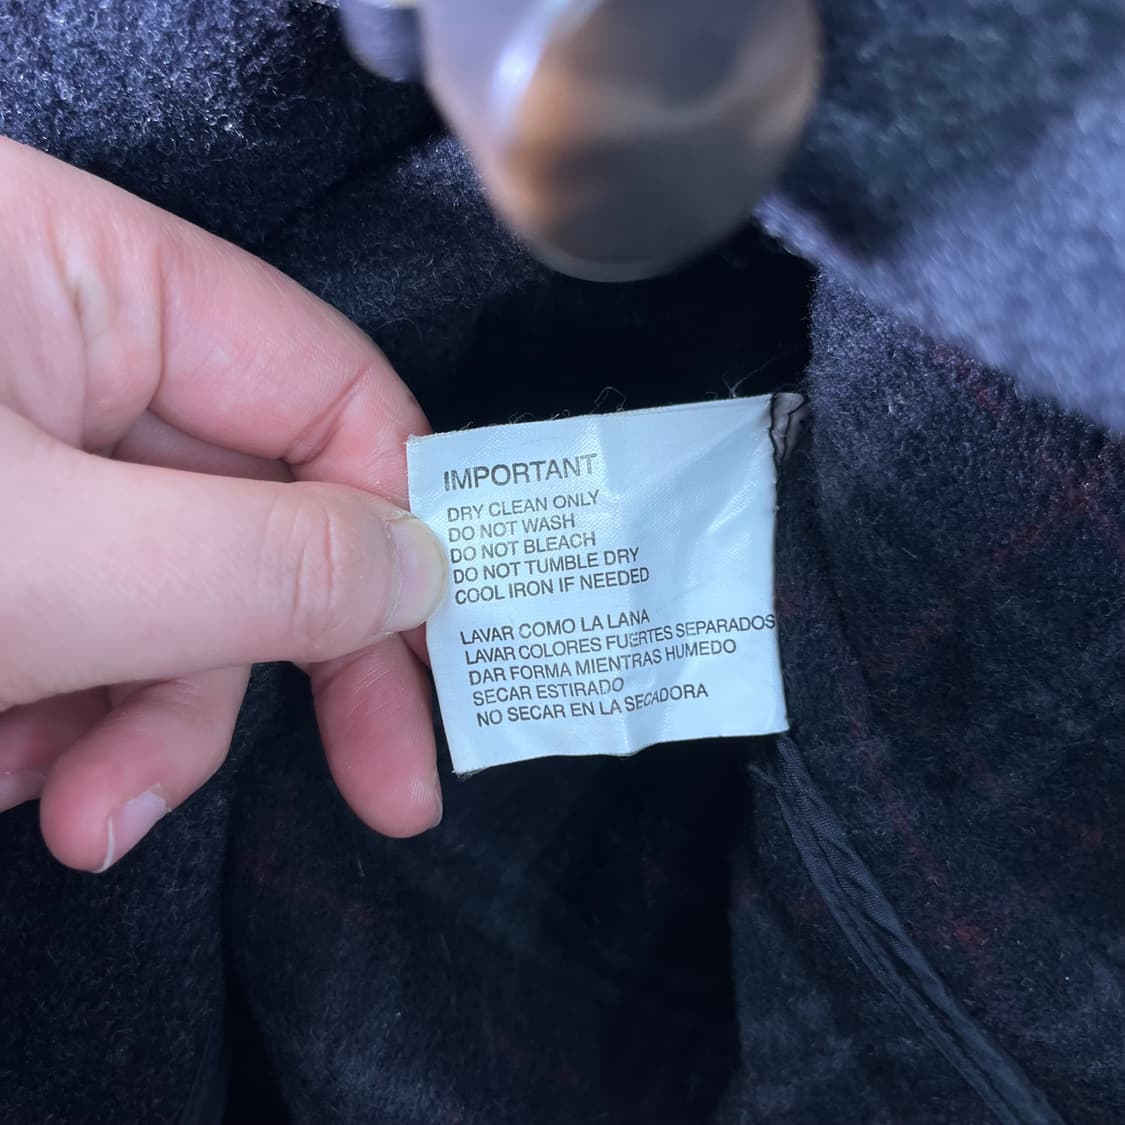 IMPORTANT
DRY CLEAN ONLY
DO NOT WASH
DO NOT BLEACH
DO NOT TUMBLE DRY
COOL IRON IF NEEDED
LAVAR COMO LA LANA
LAVAR COLORES FUERTES SEPARADOS
DAR FORMA MIENTRAS HUMEDO
SECAR ESTIRADO
NO SECAR EN LA SECADORA